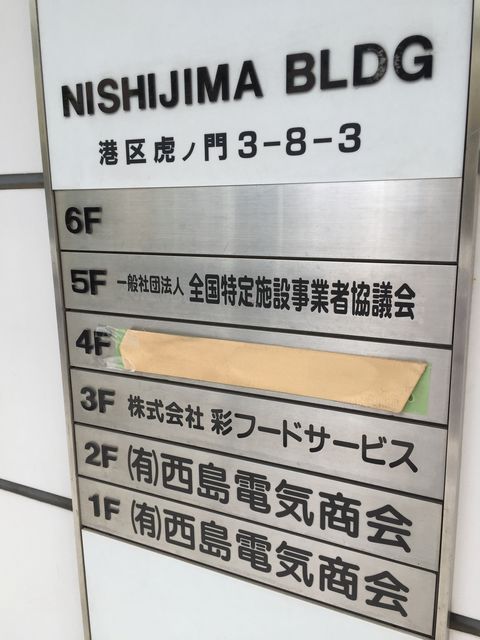 NISHIJIMA BLDG
港区虎ノ門3-8-3
6F
5F 一般社団法人 全国特定施設事業者協議会
4F
3F 株式会社 彩フードサービス
2F (有)西島電気商会
1F (有)西島電気商会